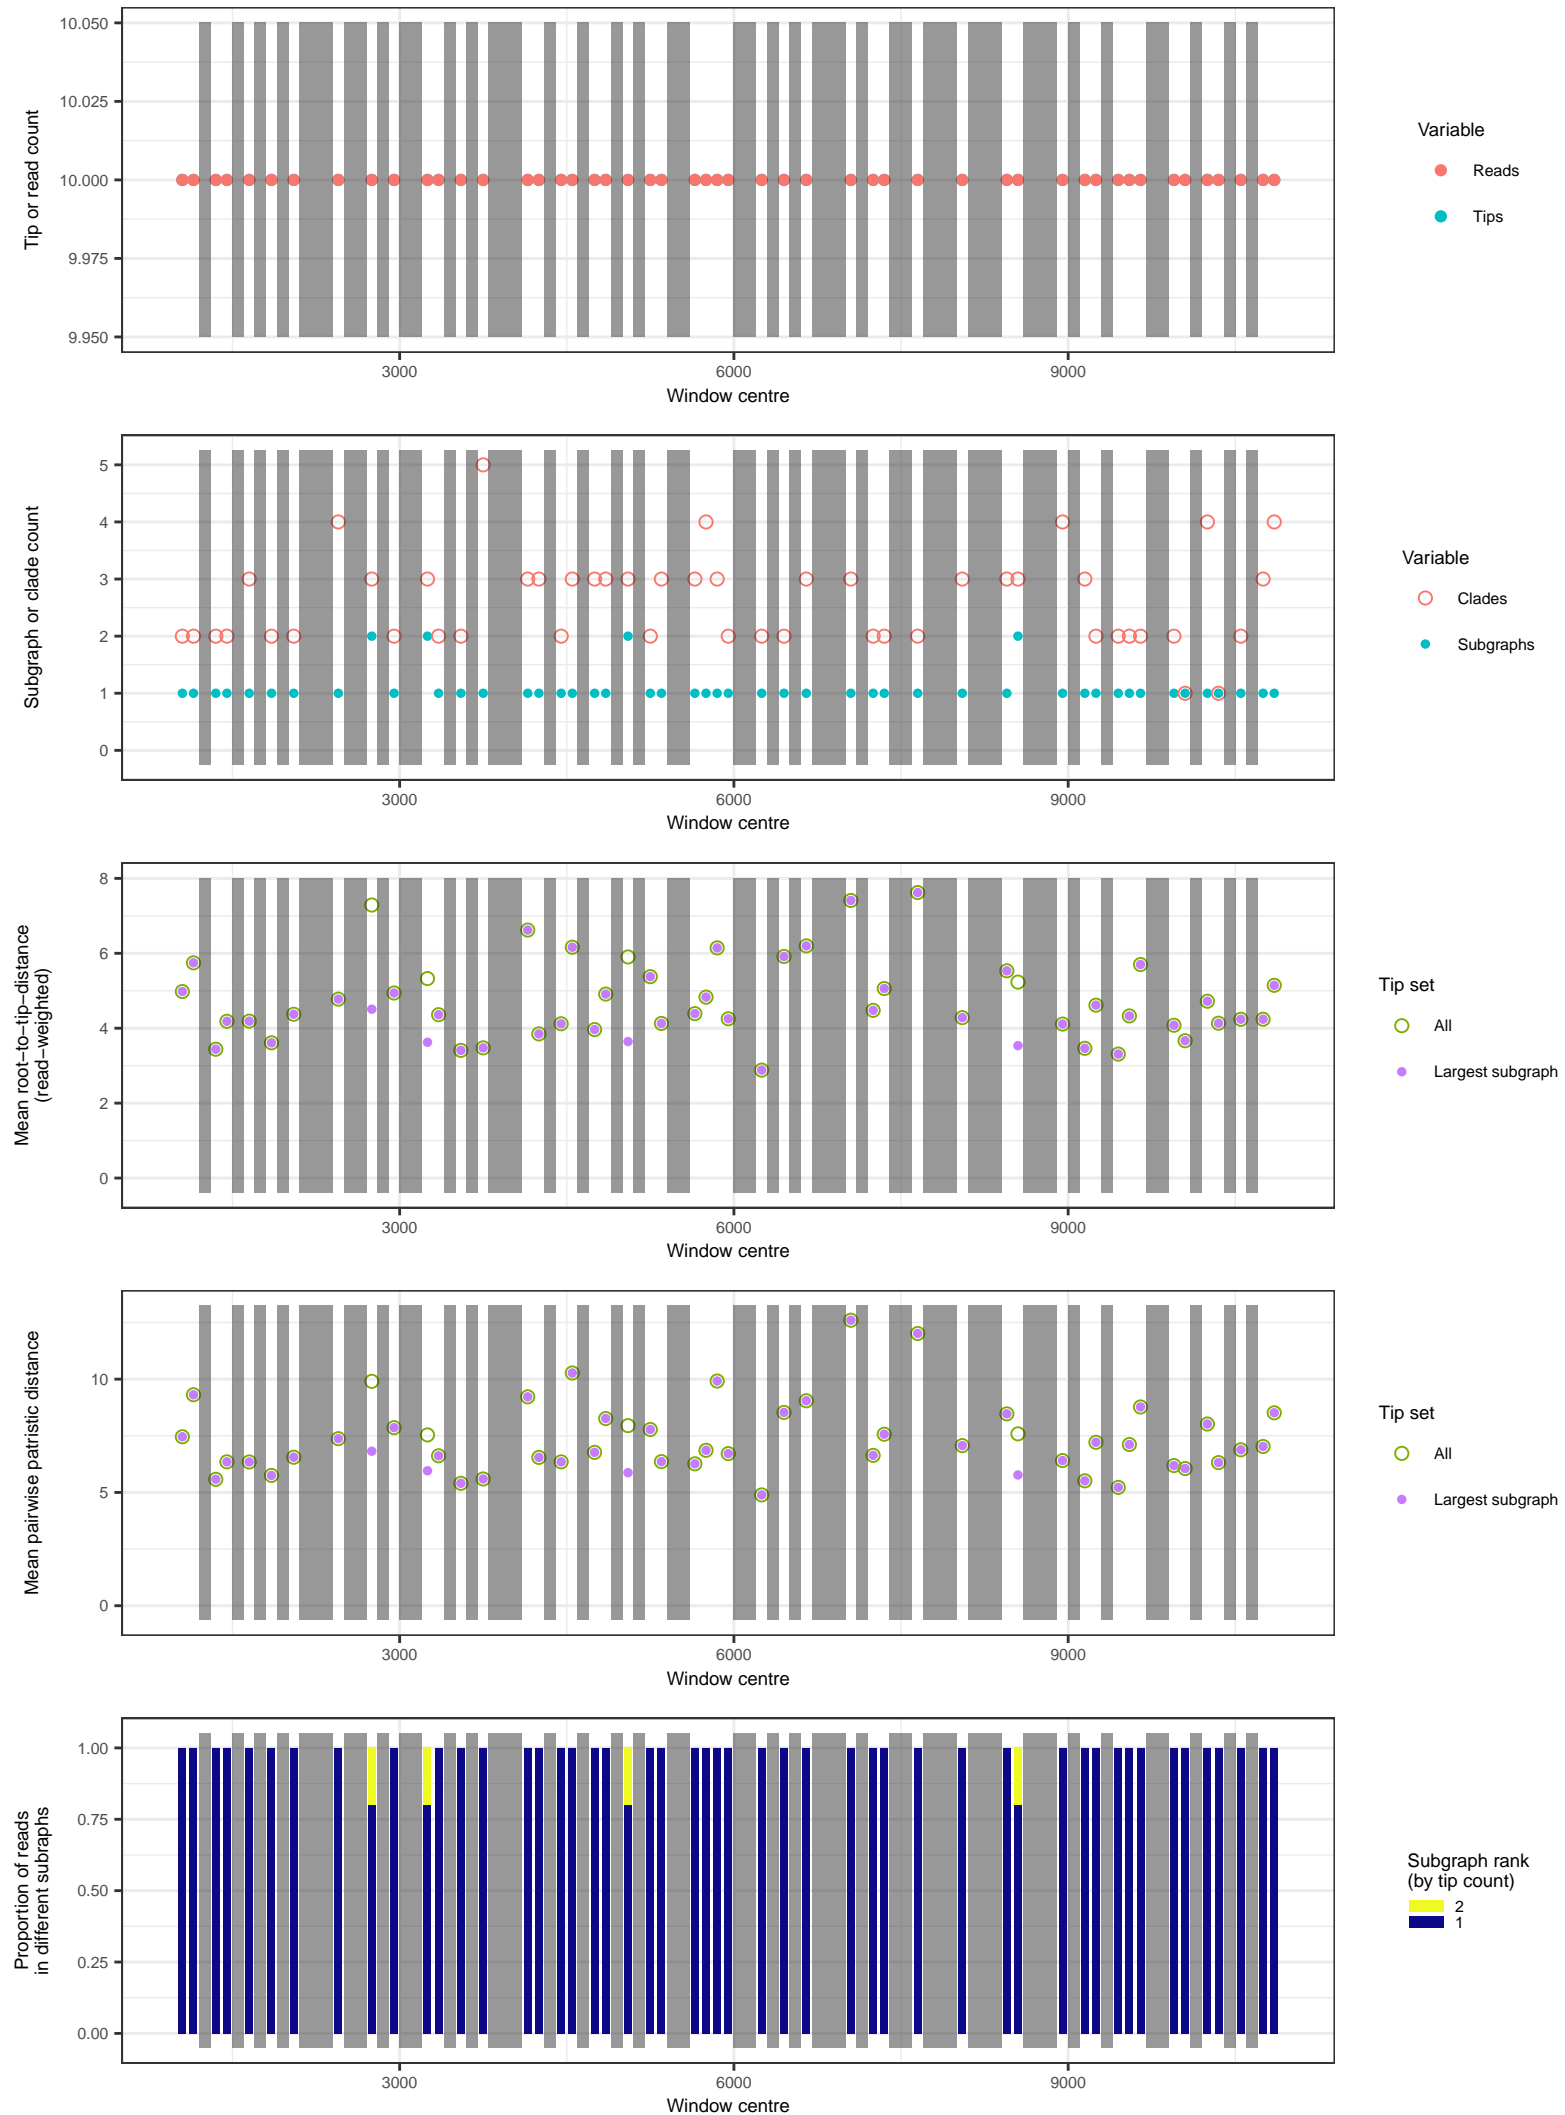 10.050
10.025
10.000
9.975
9.950
Tip or read count
3000
6000
9000
Window centre
Variable
Reads
Tips
5
4
3
2
1
0
Subgraph or clade count
3000
6000
9000
Window centre
Variable
Clades
Subgraphs
8
6
4
2
0
Mean root−to−tip−distance
(read−weighted)
3000
6000
9000
Window centre
Tip set
All
Largest subgraph
10
5
0
Mean pairwise patristic distance
3000
6000
9000
Window centre
Tip set
All
Largest subgraph
1.00
0.75
0.50
0.25
0.00
Proportion of reads
in different subraphs
3000
6000
9000
Window centre
Subgraph rank
(by tip count)
2
1